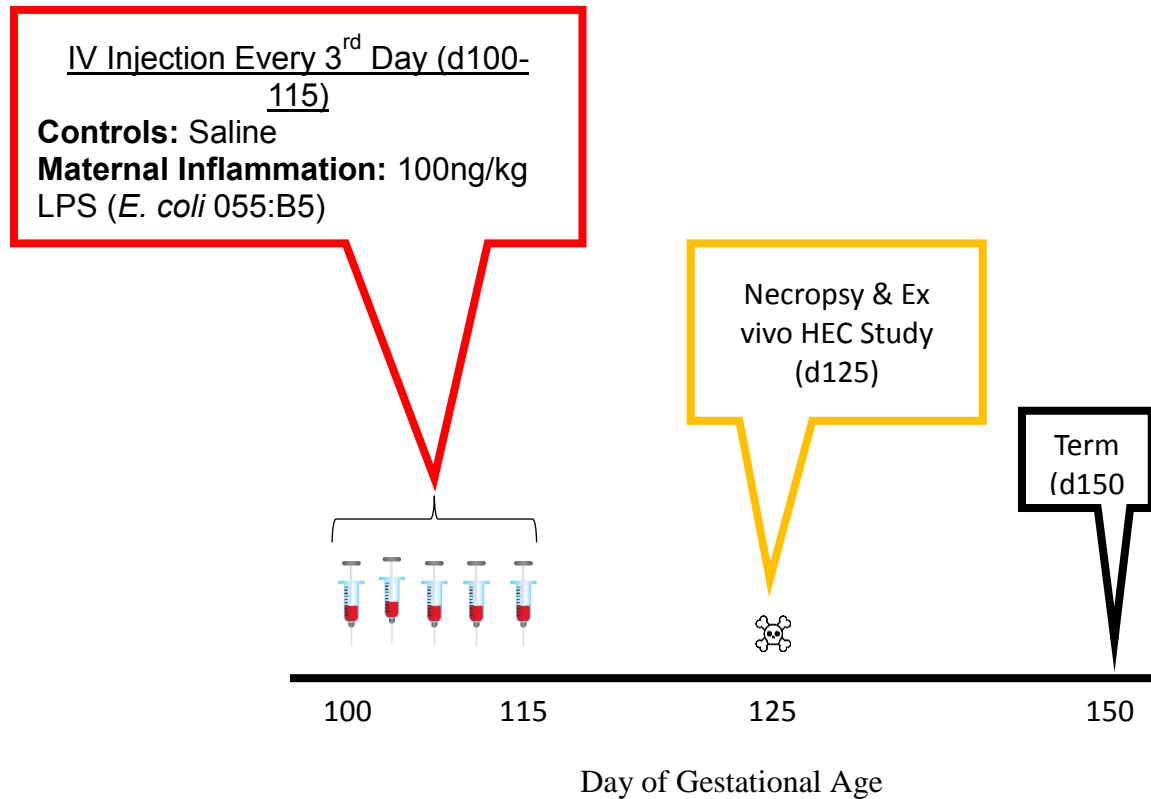 IV Injection Every 3rd Day (d100-
115)
Controls: Saline
Maternal Inflammation: 100ng/kg
LPS (E. coli 055:B5)
Necropsy & Ex
vivo HEC Study
(d125)
Term
(d150
100
115
125
150
Day of Gestational Age